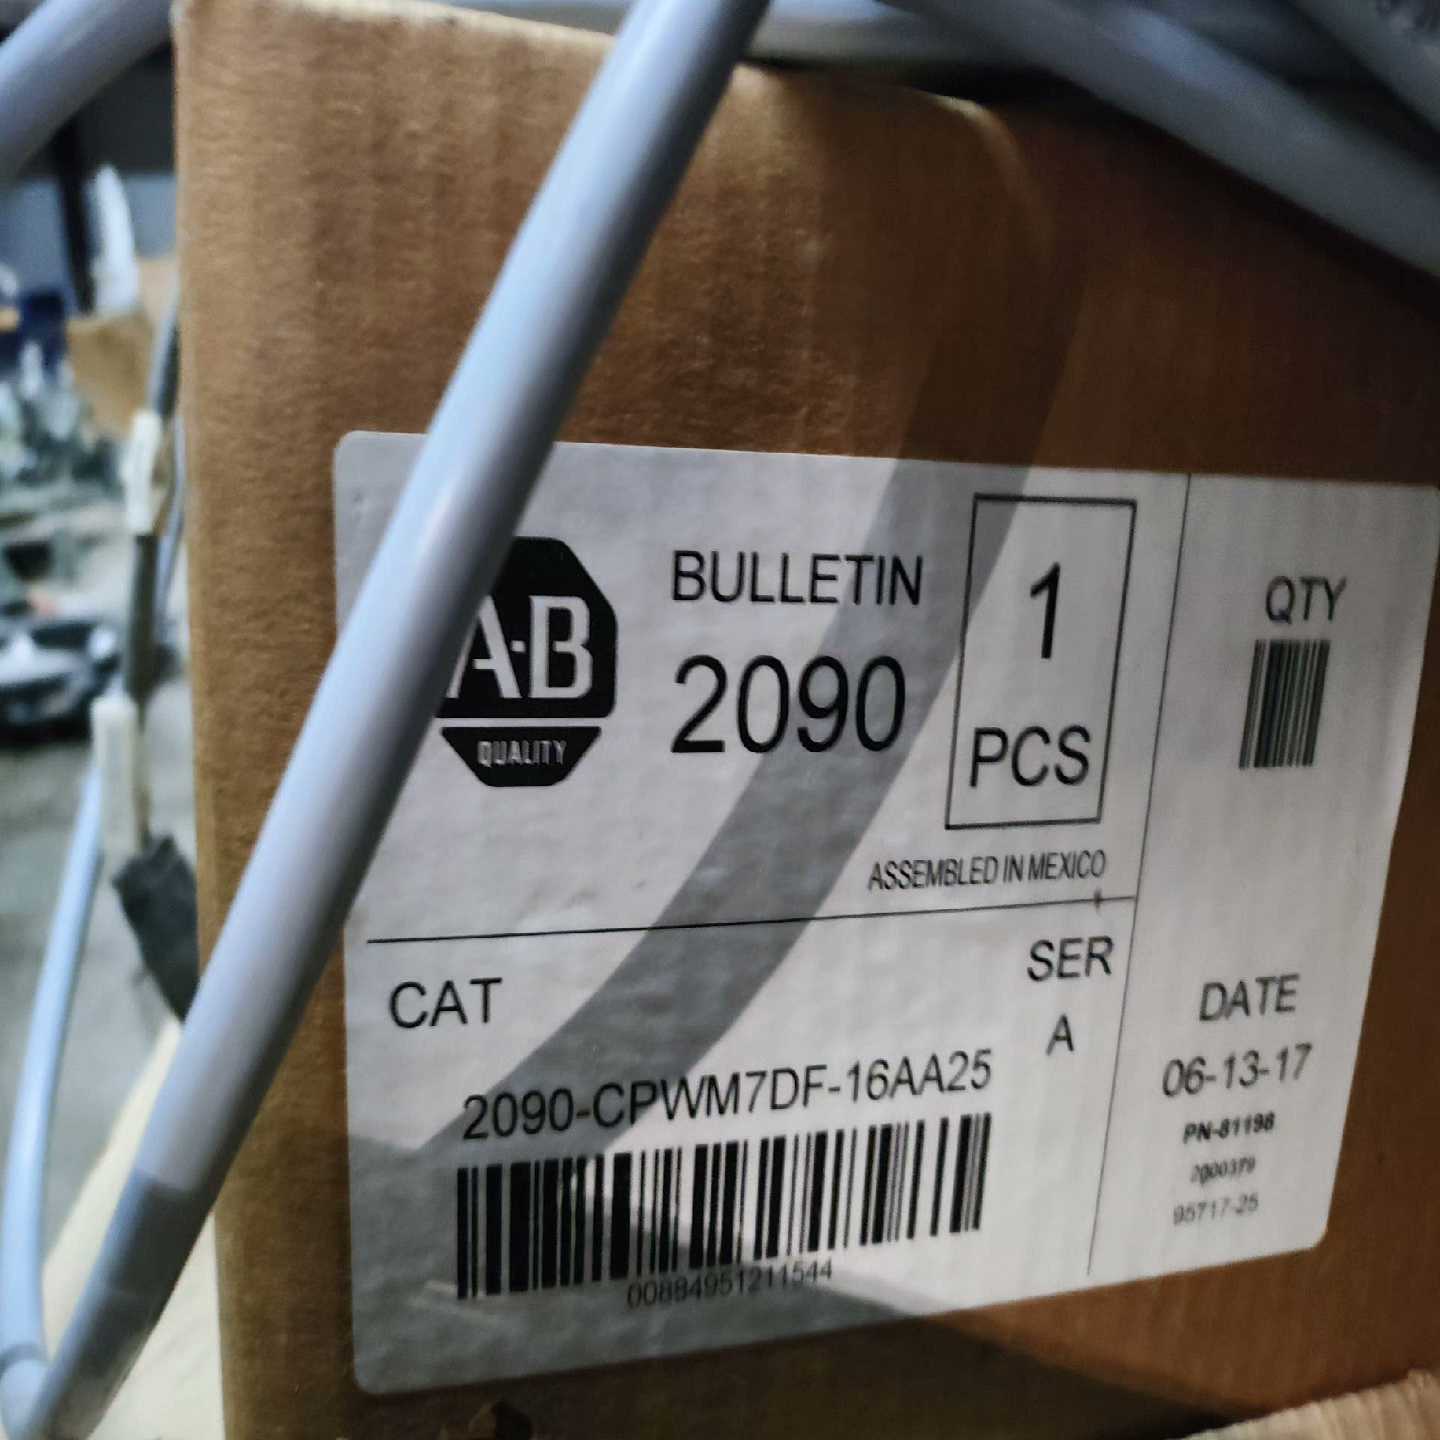 A-B
QUALITY
BULLETIN
2090
1
PCS
ASSEMBLED IN MEXICO
QTY
CAT
2090-CPWM7DF-16AA25
00884951211544
SER
A
DATE
06-13-17
PN-81198
2000379
95717-25